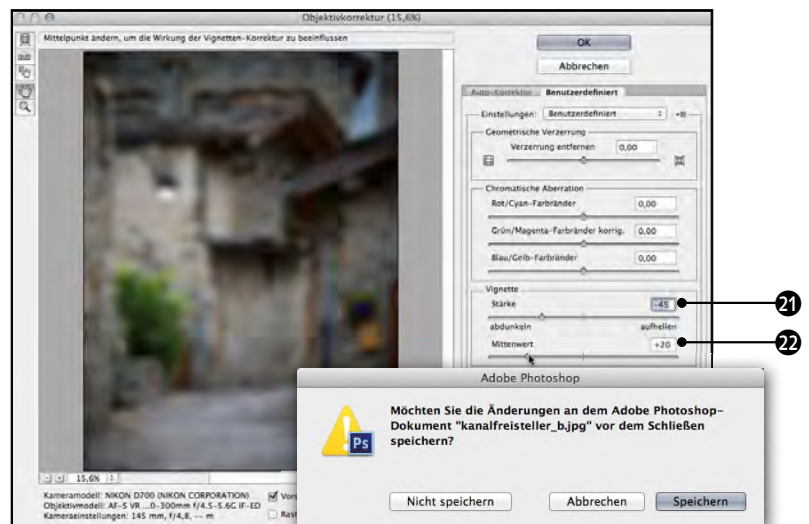 Objektivkorrektur (15,6%)
Mittelpunkt ändern, um die Wirkung der Vignetten-Korrektur zu beeinflussen
OK
Abbrechen
Auto-Korrektur Benutzerdefiniert
Einstellungen: Benutzerdefiniert
Geometrische Verzerrung
Verzerrung entfernen 0,00
Chromatische Aberration
Rot/Cyan-Farbränder 0,00
Grün/Magenta-Farbränder korrig. 0,00
Blau/Gelb-Farbränder 0,00
Vignette
Stärke -45 21
abdunkeln aufhellen
Mittenwert +20 22
Adobe Photoshop
Möchten Sie die Änderungen an dem Adobe Photoshop-
Dokument "kanalfreisteller_b.jpg" vor dem Schließen
speichern?
Ps
Nicht speichern Abbrechen Speichern
15,6%
Kameramodell: NIKON D700 (NIKON CORPORATION) Vors
Objektivmodell: AF-S VR ...0-300mm f/4.5-5.6G IF-ED
Kameraeinstellungen: 145 mm, f/4,8, -- m Rast